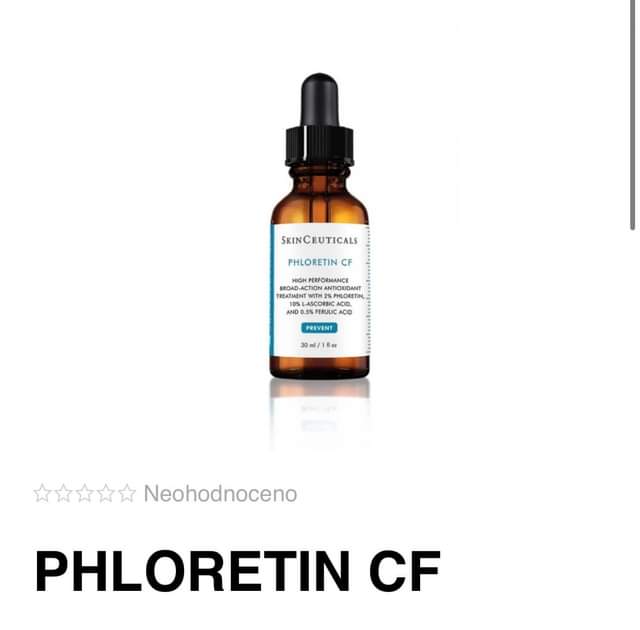 SKINCEUTICALS
PHLORETIN CF
HIGH PERFORMANCE
BROAD-ACTION ANTIOXIDANT
TREATMENT WITH 2% PHLORETIN,
10% L-ASCORBIC ACID,
AND 0.5% FERULIC ACID
PREVENT
30 ml / 1 fl oz
Neohodnoceno
PHLORETIN CF